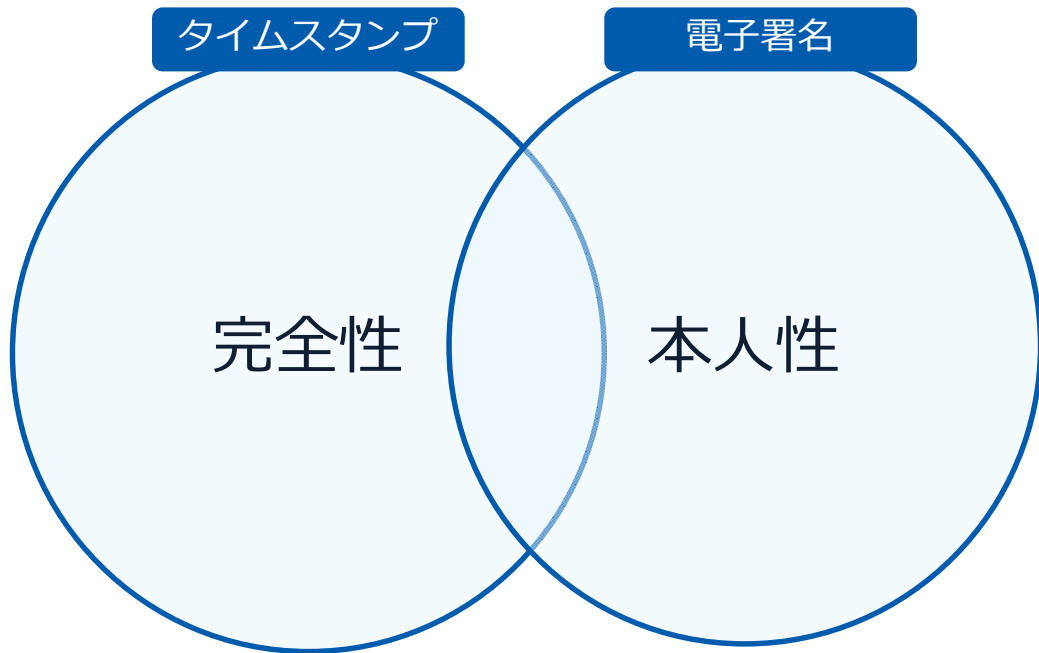 タイムスタンプ
電子署名
完全性
本人性